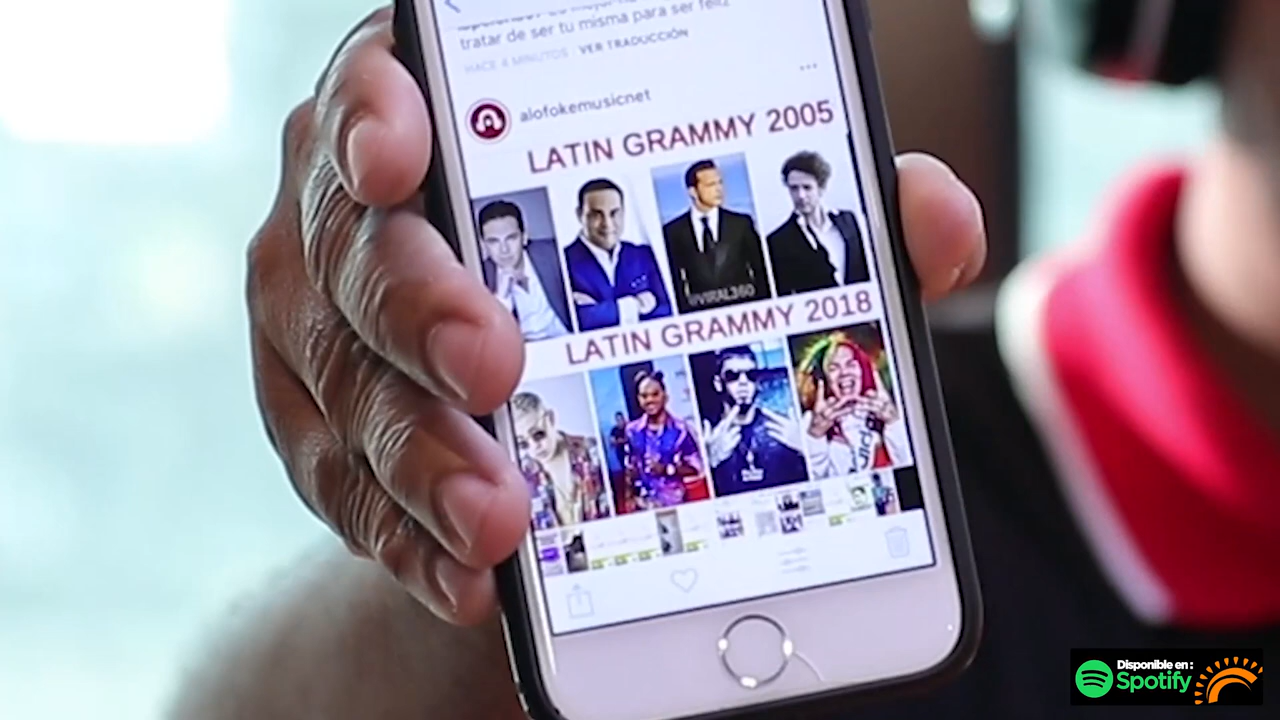 tratar de ser tu misma para ser feliz
HACE 4 MINUTOS · VER TRADUCCIÓN
alofokemusicnet
LATIN GRAMMY 2005
@VIRAL360
LATIN GRAMMY 2018
Disponible en :
Spotify